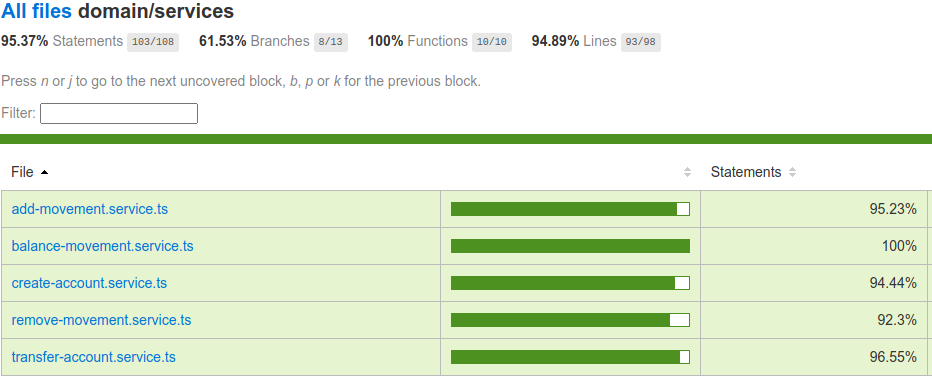 All files domain/services
95.37% Statements 103/108 61.53% Branches 8/13 100% Functions 10/10 94.89% Lines 93/98
Press n or j to go to the next uncovered block, b, p or k for the previous block.
Filter:
File Statements
add-movement.service.ts 95.23%
balance-movement.service.ts 100%
create-account.service.ts 94.44%
remove-movement.service.ts 92.3%
transfer-account.service.ts 96.55%